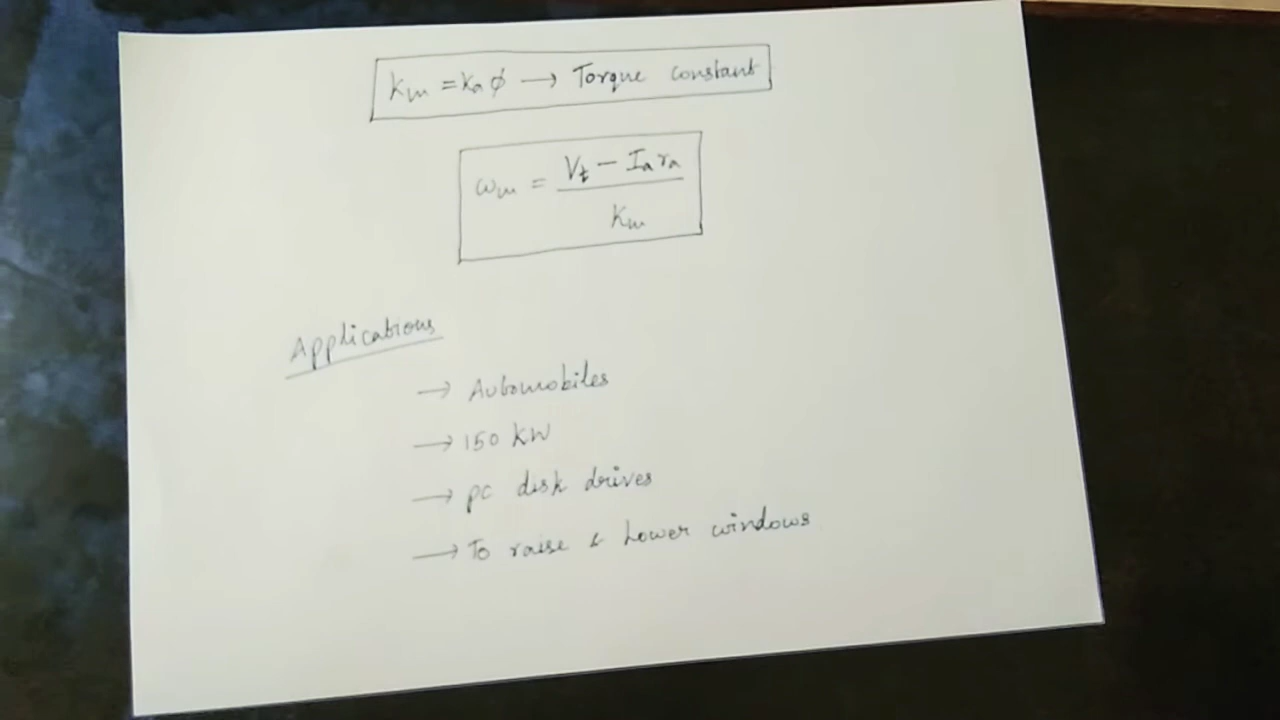 Km = Ka ϕ → Torque constant
ωm = (Vt − Ia ra) / Km
Applications
→ Automobiles
→ 150 KW
→ pc disk drives
→ To raise & Lower windows